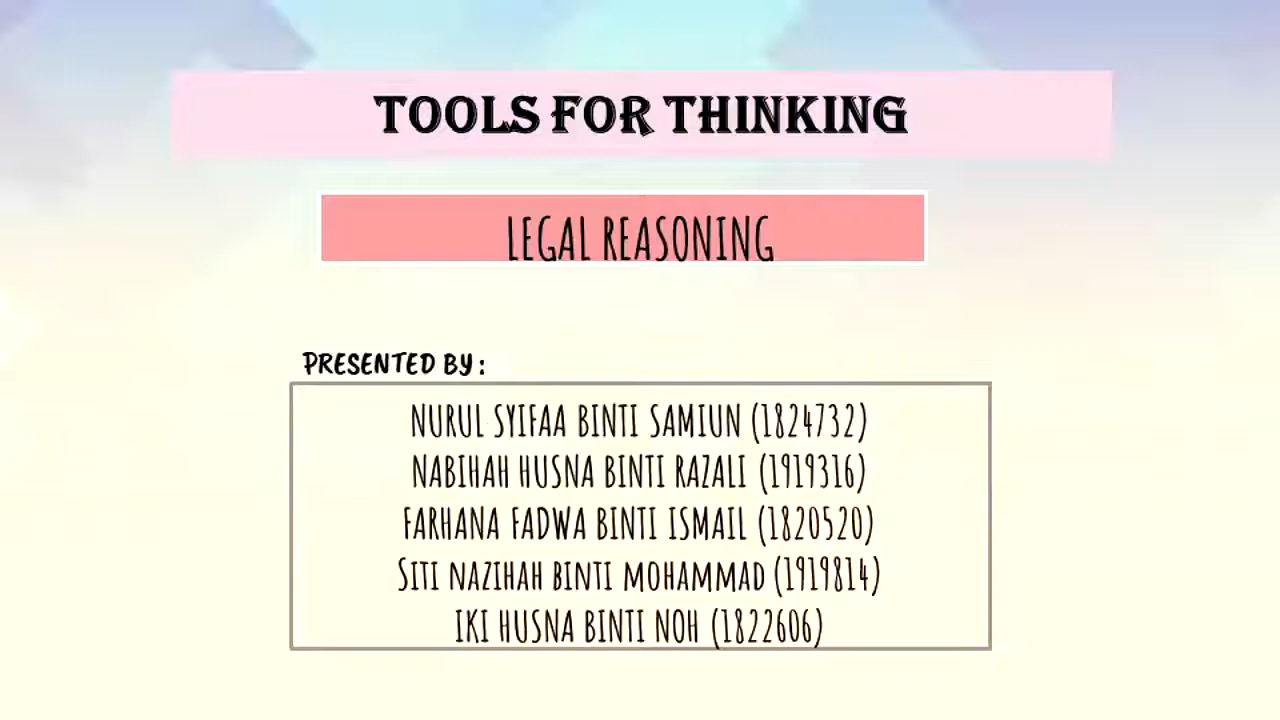 TOOLS FOR THINKING
LEGAL REASONING
PRESENTED BY :
NURUL SYIFAA BINTI SAMIUN (1824732)
NABIHAH HUSNA BINTI RAZALI (1919316)
FARHANA FADWA BINTI ISMAIL (1820520)
SITI NAZIHAH BINTI MOHAMMAD (1919814)
IKI HUSNA BINTI NOH (1822606)